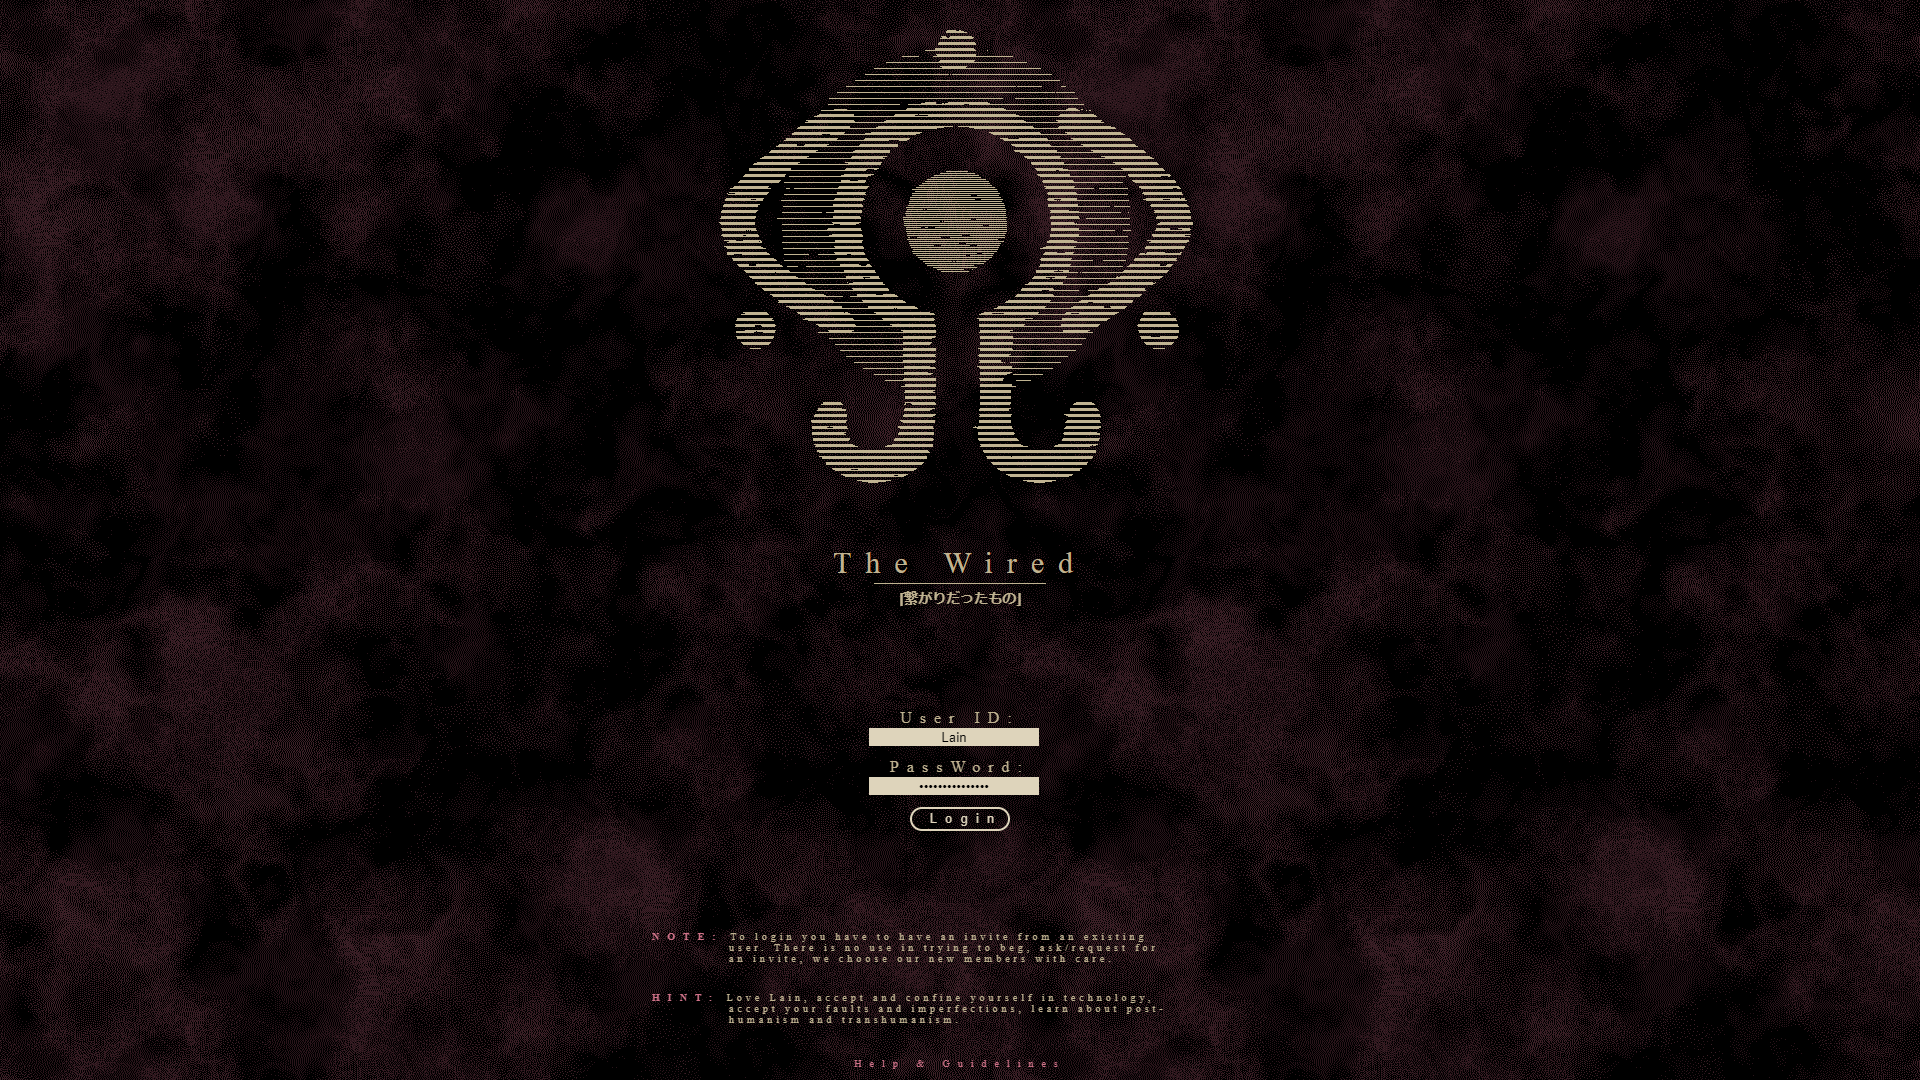 The Wired
[繋がりだったもの]
User ID:
Lain
PassWord:
•••••••••••••••
Login
NOTE: To login you have to have an invite from an existing
user. There is no use in trying to beg, ask/request for
an invite, we choose our new members with care.
HINT: Love Lain, accept and confine yourself in technology,
accept your faults and imperfections, learn about post-
humanism and transhumanism.
Help & Guidelines